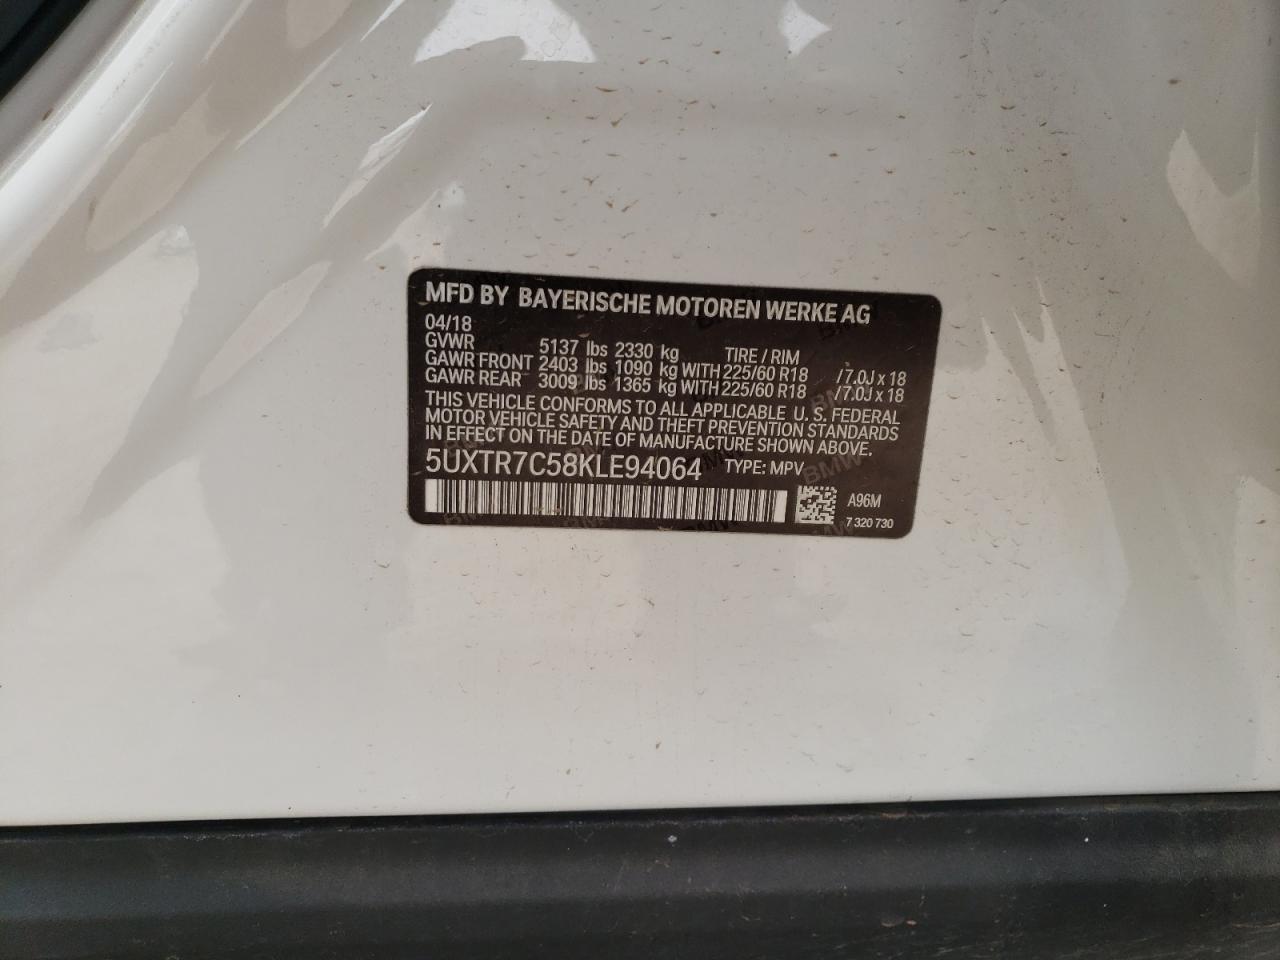 MFD BY BAYERISCHE MOTOREN WERKE AG
04/18
GVWR 5137 lbs 2330 kg TIRE / RIM
GAWR FRONT 2403 lbs 1090 kg WITH 225/60 R18 /7.0J x 18
GAWR REAR 3009 lbs 1365 kg WITH 225/60 R18 /7.0J x 18
THIS VEHICLE CONFORMS TO ALL APPLICABLE U. S. FEDERAL
MOTOR VEHICLE SAFETY AND THEFT PREVENTION STANDARDS
IN EFFECT ON THE DATE OF MANUFACTURE SHOWN ABOVE.
5UXTR7C58KLE94064 TYPE: MPV
A96M
7 320 730